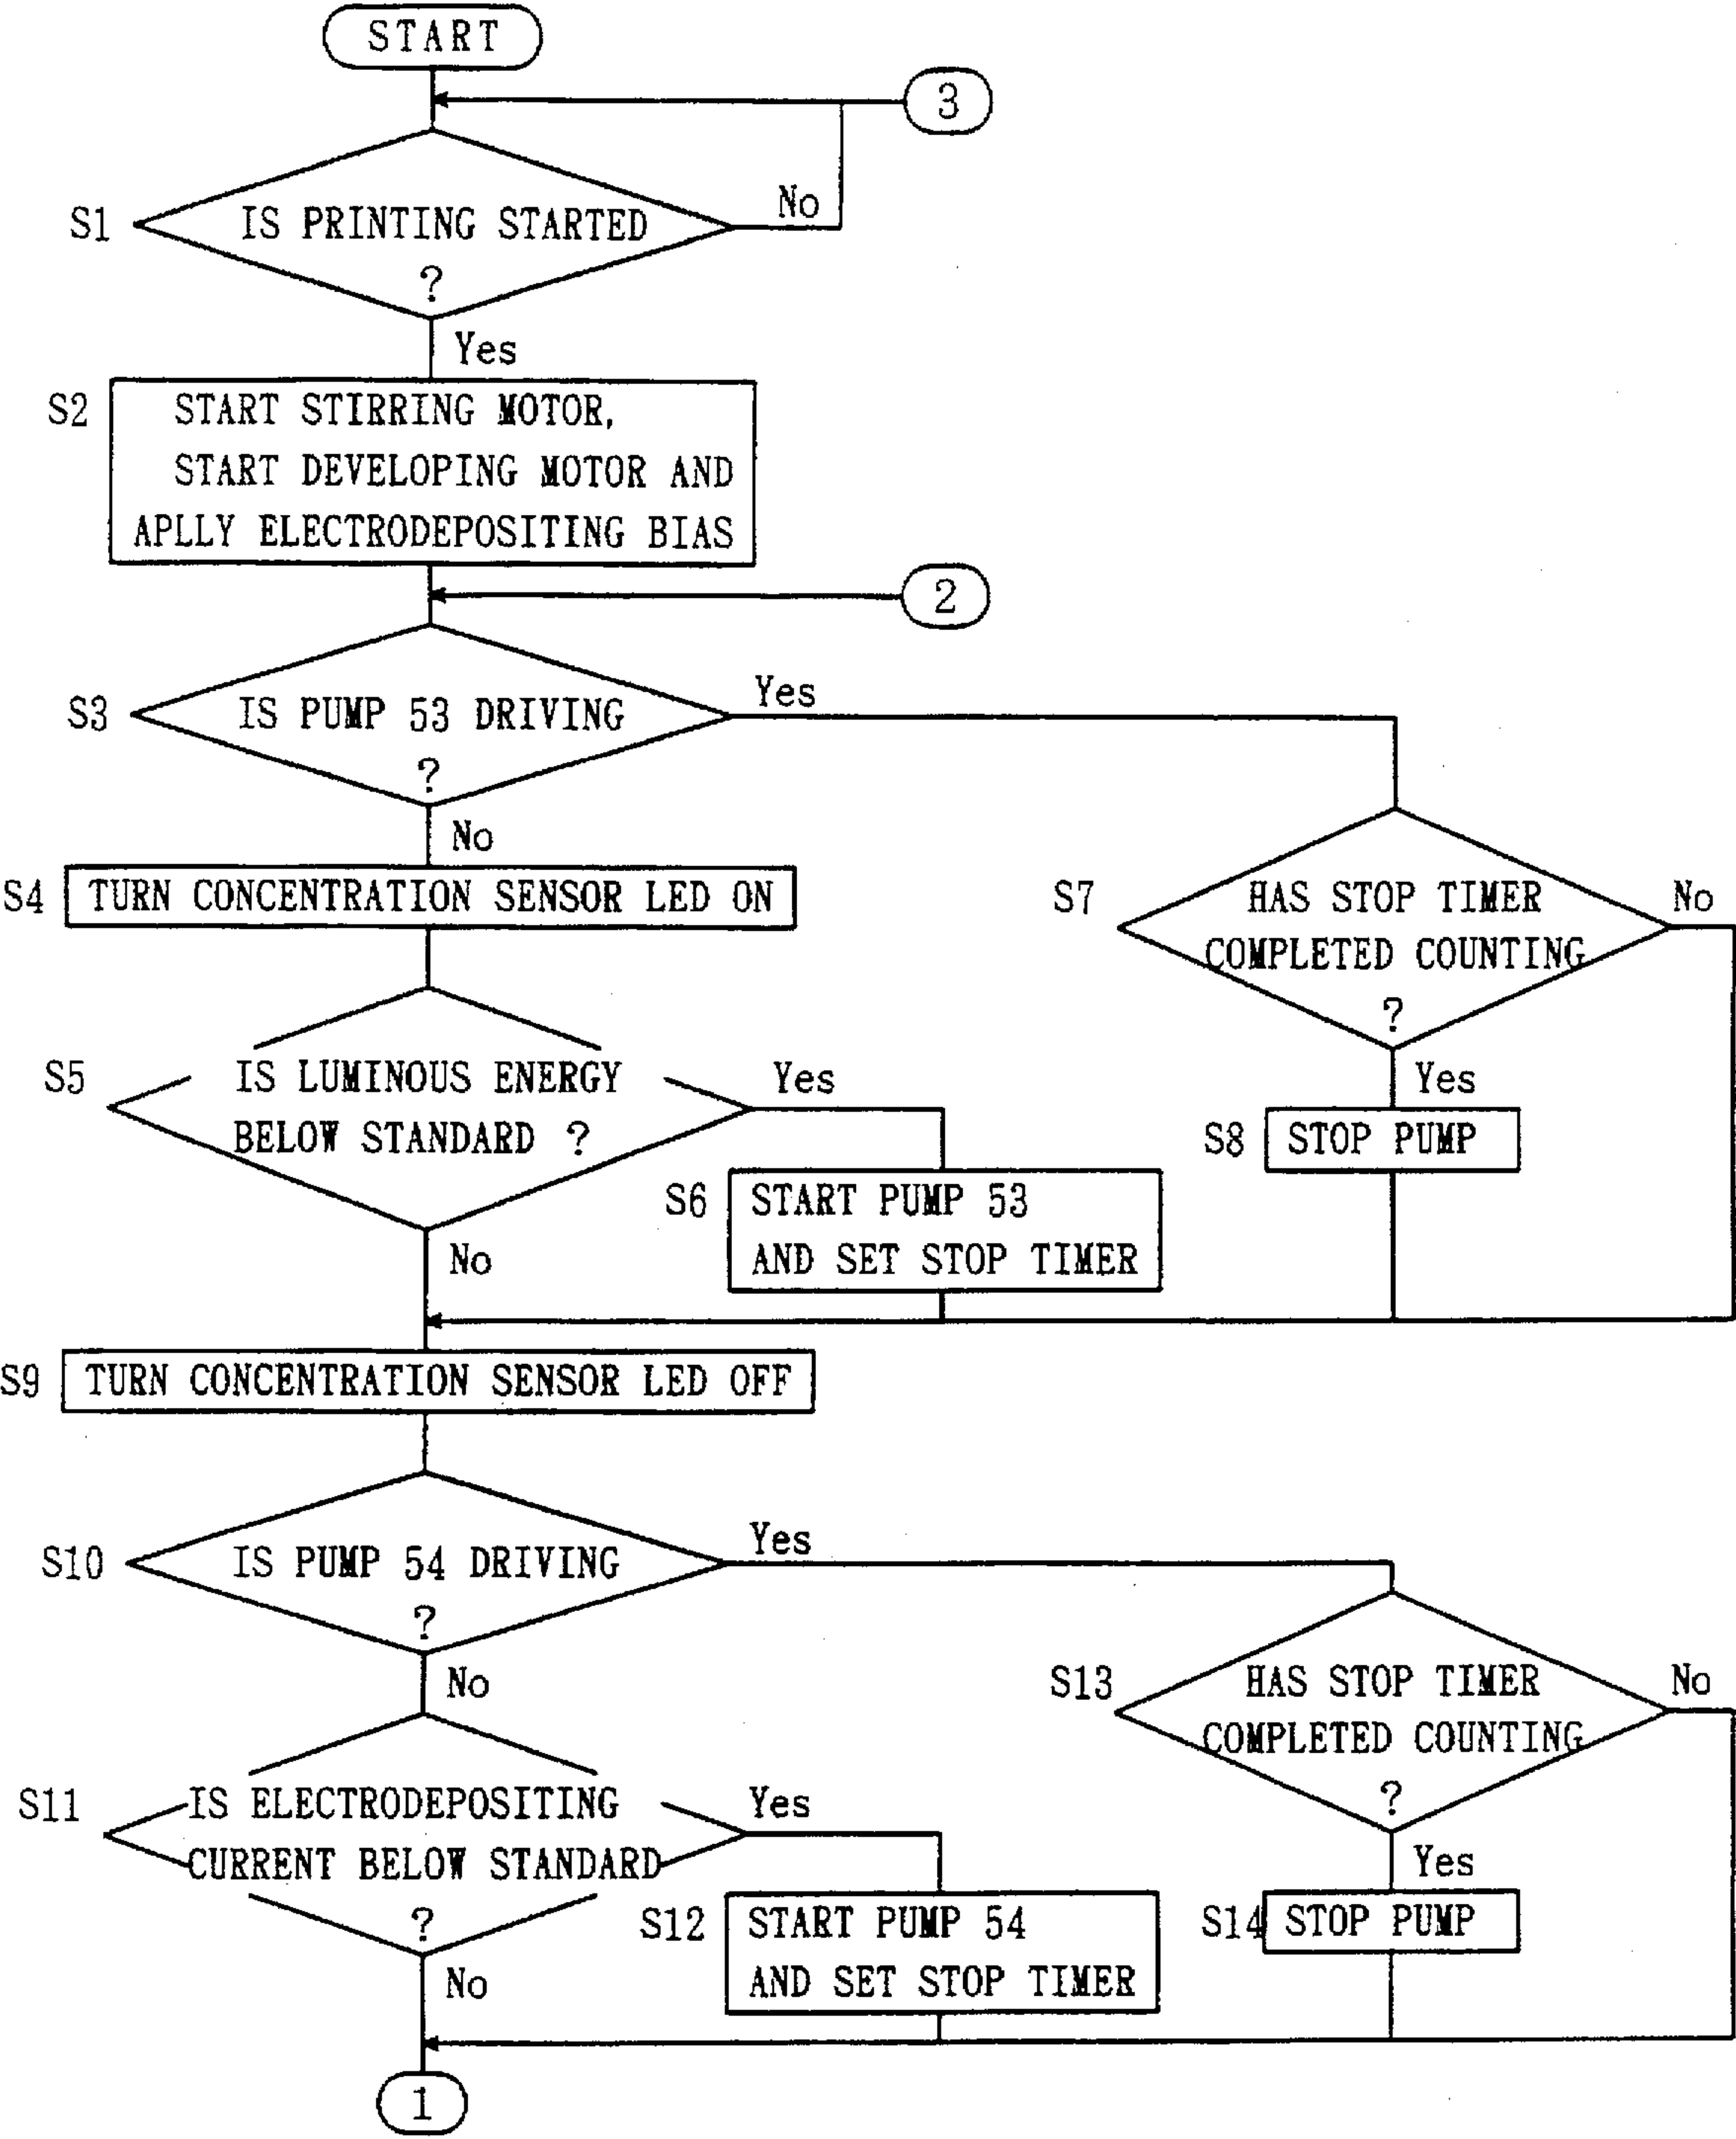 START
3
S1
IS PRINTING STARTED
?
No
Yes
S2
START STIRRING MOTOR,
START DEVELOPING MOTOR AND
APLLY ELECTRODEPOSITING BIAS
2
S3
IS PUMP 53 DRIVING
?
Yes
No
S4
TURN CONCENTRATION SENSOR LED ON
S7
HAS STOP TIMER
COMPLETED COUNTING
?
No
Yes
S5
IS LUMINOUS ENERGY
BELOW STANDARD ?
Yes
No
S8
STOP PUMP
S6
START PUMP 53
AND SET STOP TIMER
S9
TURN CONCENTRATION SENSOR LED OFF
S10
IS PUMP 54 DRIVING
?
Yes
No
S13
HAS STOP TIMER
COMPLETED COUNTING
?
No
Yes
S11
IS ELECTRODEPOSITING
CURRENT BELOW STANDARD
?
Yes
No
S12
START PUMP 54
AND SET STOP TIMER
S14
STOP PUMP
1